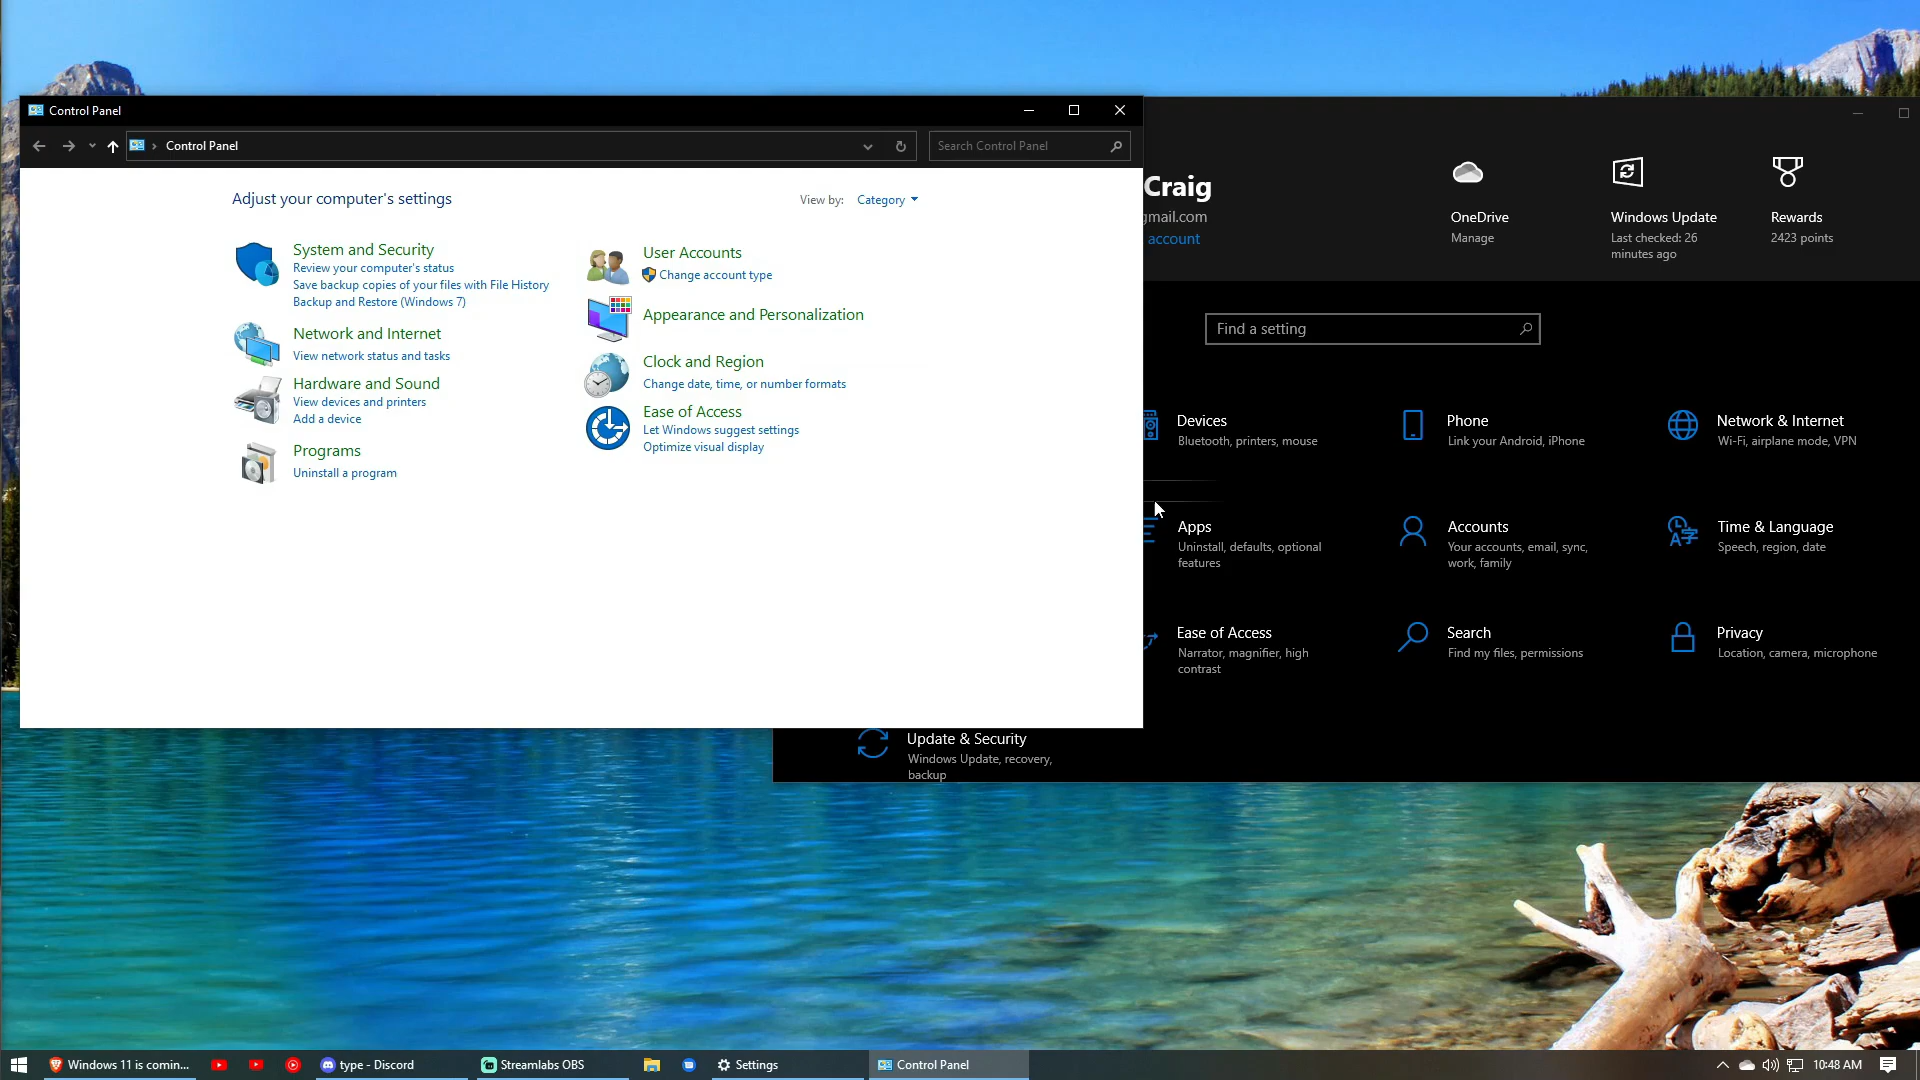 Control Panel
Control Panel
Search Control Panel
Adjust your computer's settings
View by:
Category
System and Security
Review your computer's status
Save backup copies of your files with File History
Backup and Restore (Windows 7)
Network and Internet
View network status and tasks
Hardware and Sound
View devices and printers
Add a device
Programs
Uninstall a program
User Accounts
Change account type
Appearance and Personalization
Clock and Region
Change date, time, or number formats
Ease of Access
Let Windows suggest settings
Optimize visual display
Craig
gmail.com
account
OneDrive
Manage
Windows Update
Last checked: 26
minutes ago
Rewards
2423 points
Find a setting
Devices
Bluetooth, printers, mouse
Phone
Link your Android, iPhone
Network & Internet
Wi-Fi, airplane mode, VPN
Apps
Uninstall, defaults, optional
features
Accounts
Your accounts, email, sync,
work, family
Time & Language
Speech, region, date
Ease of Access
Narrator, magnifier, high
contrast
Search
Find my files, permissions
Privacy
Location, camera, microphone
Update & Security
Windows Update, recovery,
backup
Windows 11 is comin...
type - Discord
Streamlabs OBS
Settings
Control Panel
10:48 AM